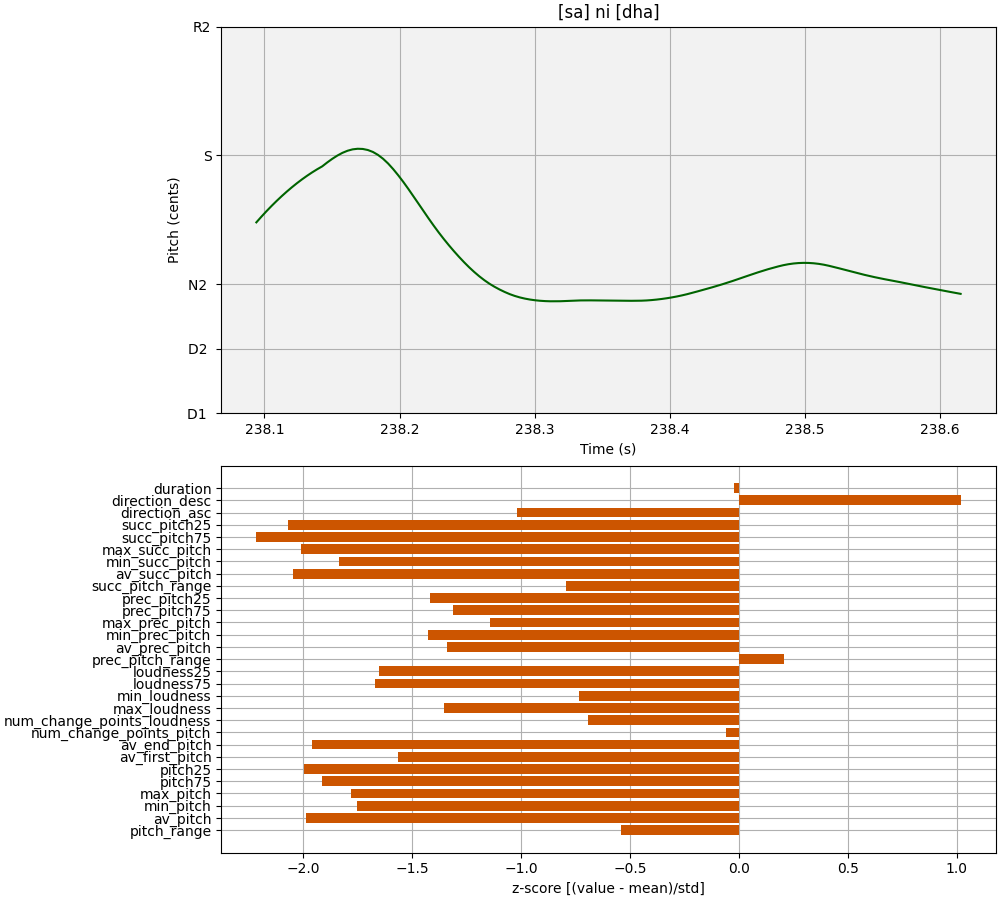 [sa] ni [dha]
R2
S
N2
D2
D1
Pitch (cents)
238.1 238.2 238.3 238.4 238.5 238.6
Time (s)
duration
direction_desc
direction_asc
succ_pitch25
succ_pitch75
max_succ_pitch
min_succ_pitch
av_succ_pitch
succ_pitch_range
prec_pitch25
prec_pitch75
max_prec_pitch
min_prec_pitch
av_prec_pitch
prec_pitch_range
loudness25
loudness75
min_loudness
max_loudness
num_change_points_loudness
num_change_points_pitch
av_end_pitch
av_first_pitch
pitch25
pitch75
max_pitch
min_pitch
av_pitch
pitch_range
−2.0 −1.5 −1.0 −0.5 0.0 0.5 1.0
z-score [(value - mean)/std]